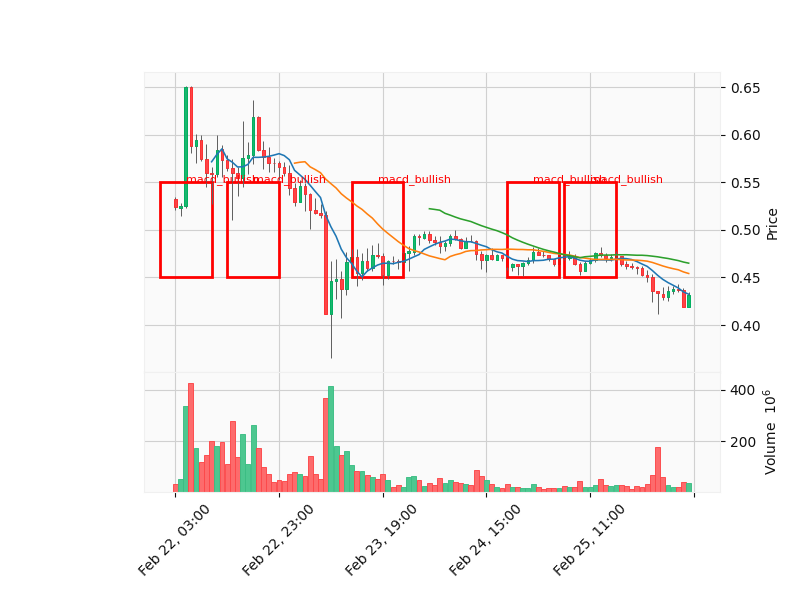 0.65
0.60
0.55
0.50
0.45
0.40
Price
macd_bullish
macd_bullish
macd_bullish
macd_bullish
macd_bullish
400
200
Volume 10^6
Feb 22, 03:00
Feb 22, 23:00
Feb 23, 19:00
Feb 24, 15:00
Feb 25, 11:00